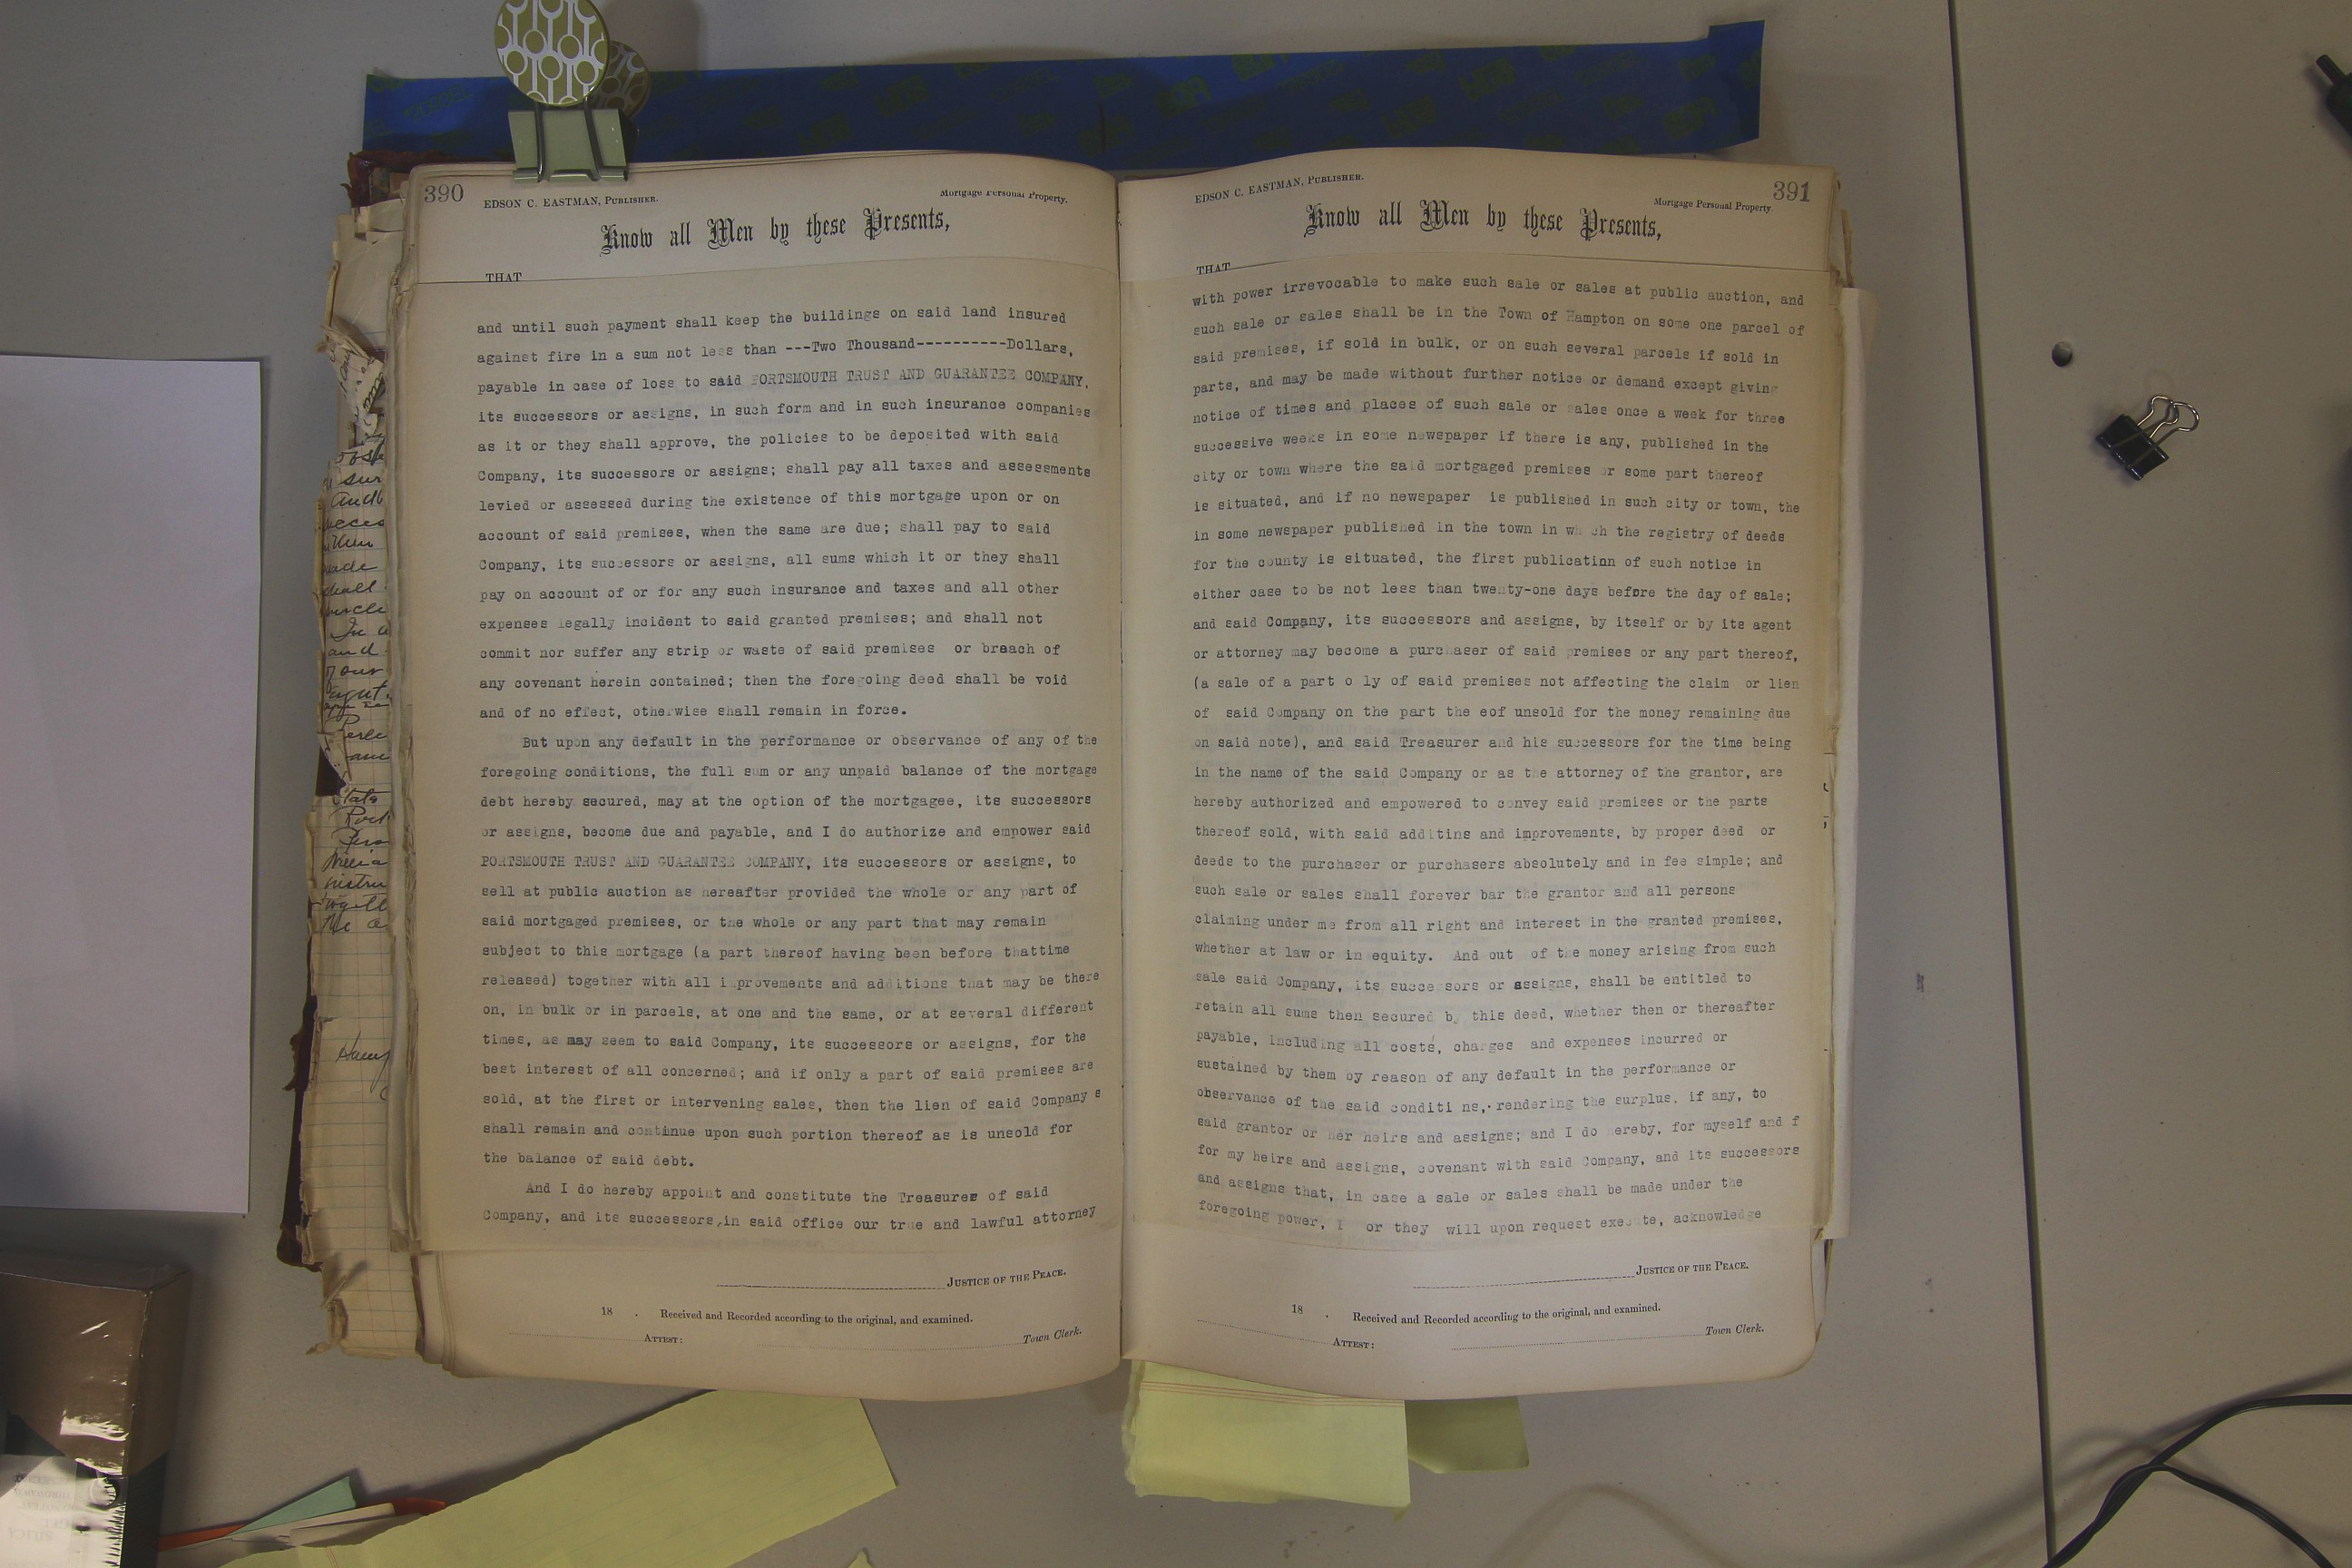 390
EDSON C. EASTMAN, PUBLISHER.
Mortgage Personal Property.
Know all Men by these Presents,
THAT
and until such payment shall keep the buildings on said land insured
against fire in a sum not less than ---Two Thousand----------Dollars,
payable in case of loss to said PORTSMOUTH TRUST AND GUARANTEE COMPANY,
its successors or assigns, in such form and in such insurance companies
as it or they shall approve, the policies to be deposited with said
Company, its successors or assigns; shall pay all taxes and assessments
levied or assessed during the existence of this mortgage upon or on
account of said premises, when the same are due; shall pay to said
Company, its successors or assigns, all sums which it or they shall
pay on account of or for any such insurance and taxes and all other
expenses legally incident to said granted premises; and shall not
commit nor suffer any strip or waste of said premises or breach of
any covenant herein contained; then the foregoing deed shall be void
and of no effect, otherwise shall remain in force.
But upon any default in the performance or observance of any of the
foregoing conditions, the full sum or any unpaid balance of the mortgage
debt hereby secured, may at the option of the mortgagee, its successors
or assigns, become due and payable, and I do authorize and empower said
PORTSMOUTH TRUST AND GUARANTEE COMPANY, its successors or assigns, to
sell at public auction as hereafter provided the whole or any part of
said mortgaged premises, or the whole or any part that may remain
subject to this mortgage (a part thereof having been before thattime
released) together with all improvements and additions that may be there
on, in bulk or in parcels, at one and the same, or at several different
times, as may seem to said Company, its successors or assigns, for the
best interest of all concerned; and if only a part of said premises are
sold, at the first or intervening sales, then the lien of said Company s
shall remain and continue upon such portion thereof as is unsold for
the balance of said debt.
And I do hereby appoint and constitute the Treasurer of said
Company, and its successors,in said office our true and lawful attorney
JUSTICE OF THE PEACE.
18 . Received and Recorded according to the original, and examined.
ATTEST: Town Clerk.
391
EDSON C. EASTMAN, PUBLISHER.
Mortgage Personal Property
Know all Men by these Presents,
THAT
with power irrevocable to make such sale or sales at public auction, and
such sale or sales shall be in the Town of Hampton on some one parcel of
said premises, if sold in bulk, or on such several parcels if sold in
parts, and may be made without further notice or demand except giving
notice of times and places of such sale or sales once a week for three
successive weeks in some newspaper if there is any, published in the
city or town where the said mortgaged premises or some part thereof
is situated, and if no newspaper is published in such city or town, the
in some newspaper published in the town in wh ch the registry of deeds
for the county is situated, the first publication of such notice in
either case to be not less than twenty-one days before the day of sale;
and said Company, its successors and assigns, by itself or by its agent
or attorney may become a purchaser of said premises or any part thereof,
(a sale of a part o ly of said premises not affecting the claim or lien
of said Company on the part the eof unsold for the money remaining due
on said note), and said Treasurer and his successors for the time being
in the name of the said Company or as the attorney of the grantor, are
hereby authorized and empowered to convey said premises or the parts
thereof sold, with said additins and improvements, by proper deed or
deeds to the purchaser or purchasers absolutely and in fee simple; and
such sale or sales shall forever bar the grantor and all persons
claiming under me from all right and interest in the granted premises,
whether at law or in equity. And out of the money arising from such
sale said Company, its succe sors or assigns, shall be entitled to
retain all sums then secured by this deed, whether then or thereafter
payable, including all costs, charges and expenses incurred or
sustained by them by reason of any default in the performance or
observance of the said conditi ns, rendering the surplus, if any, to
said grantor or her heirs and assigns; and I do ereby, for myself and f
for my heirs and assigns, covenant with said Company, and its successors
and assigns that, in case a sale or sales shall be made under the
foregoing power, I or they will upon request execute, acknowledge
JUSTICE OF THE PEACE.
18 . Received and Recorded according to the original, and examined.
ATTEST: Town Clerk.